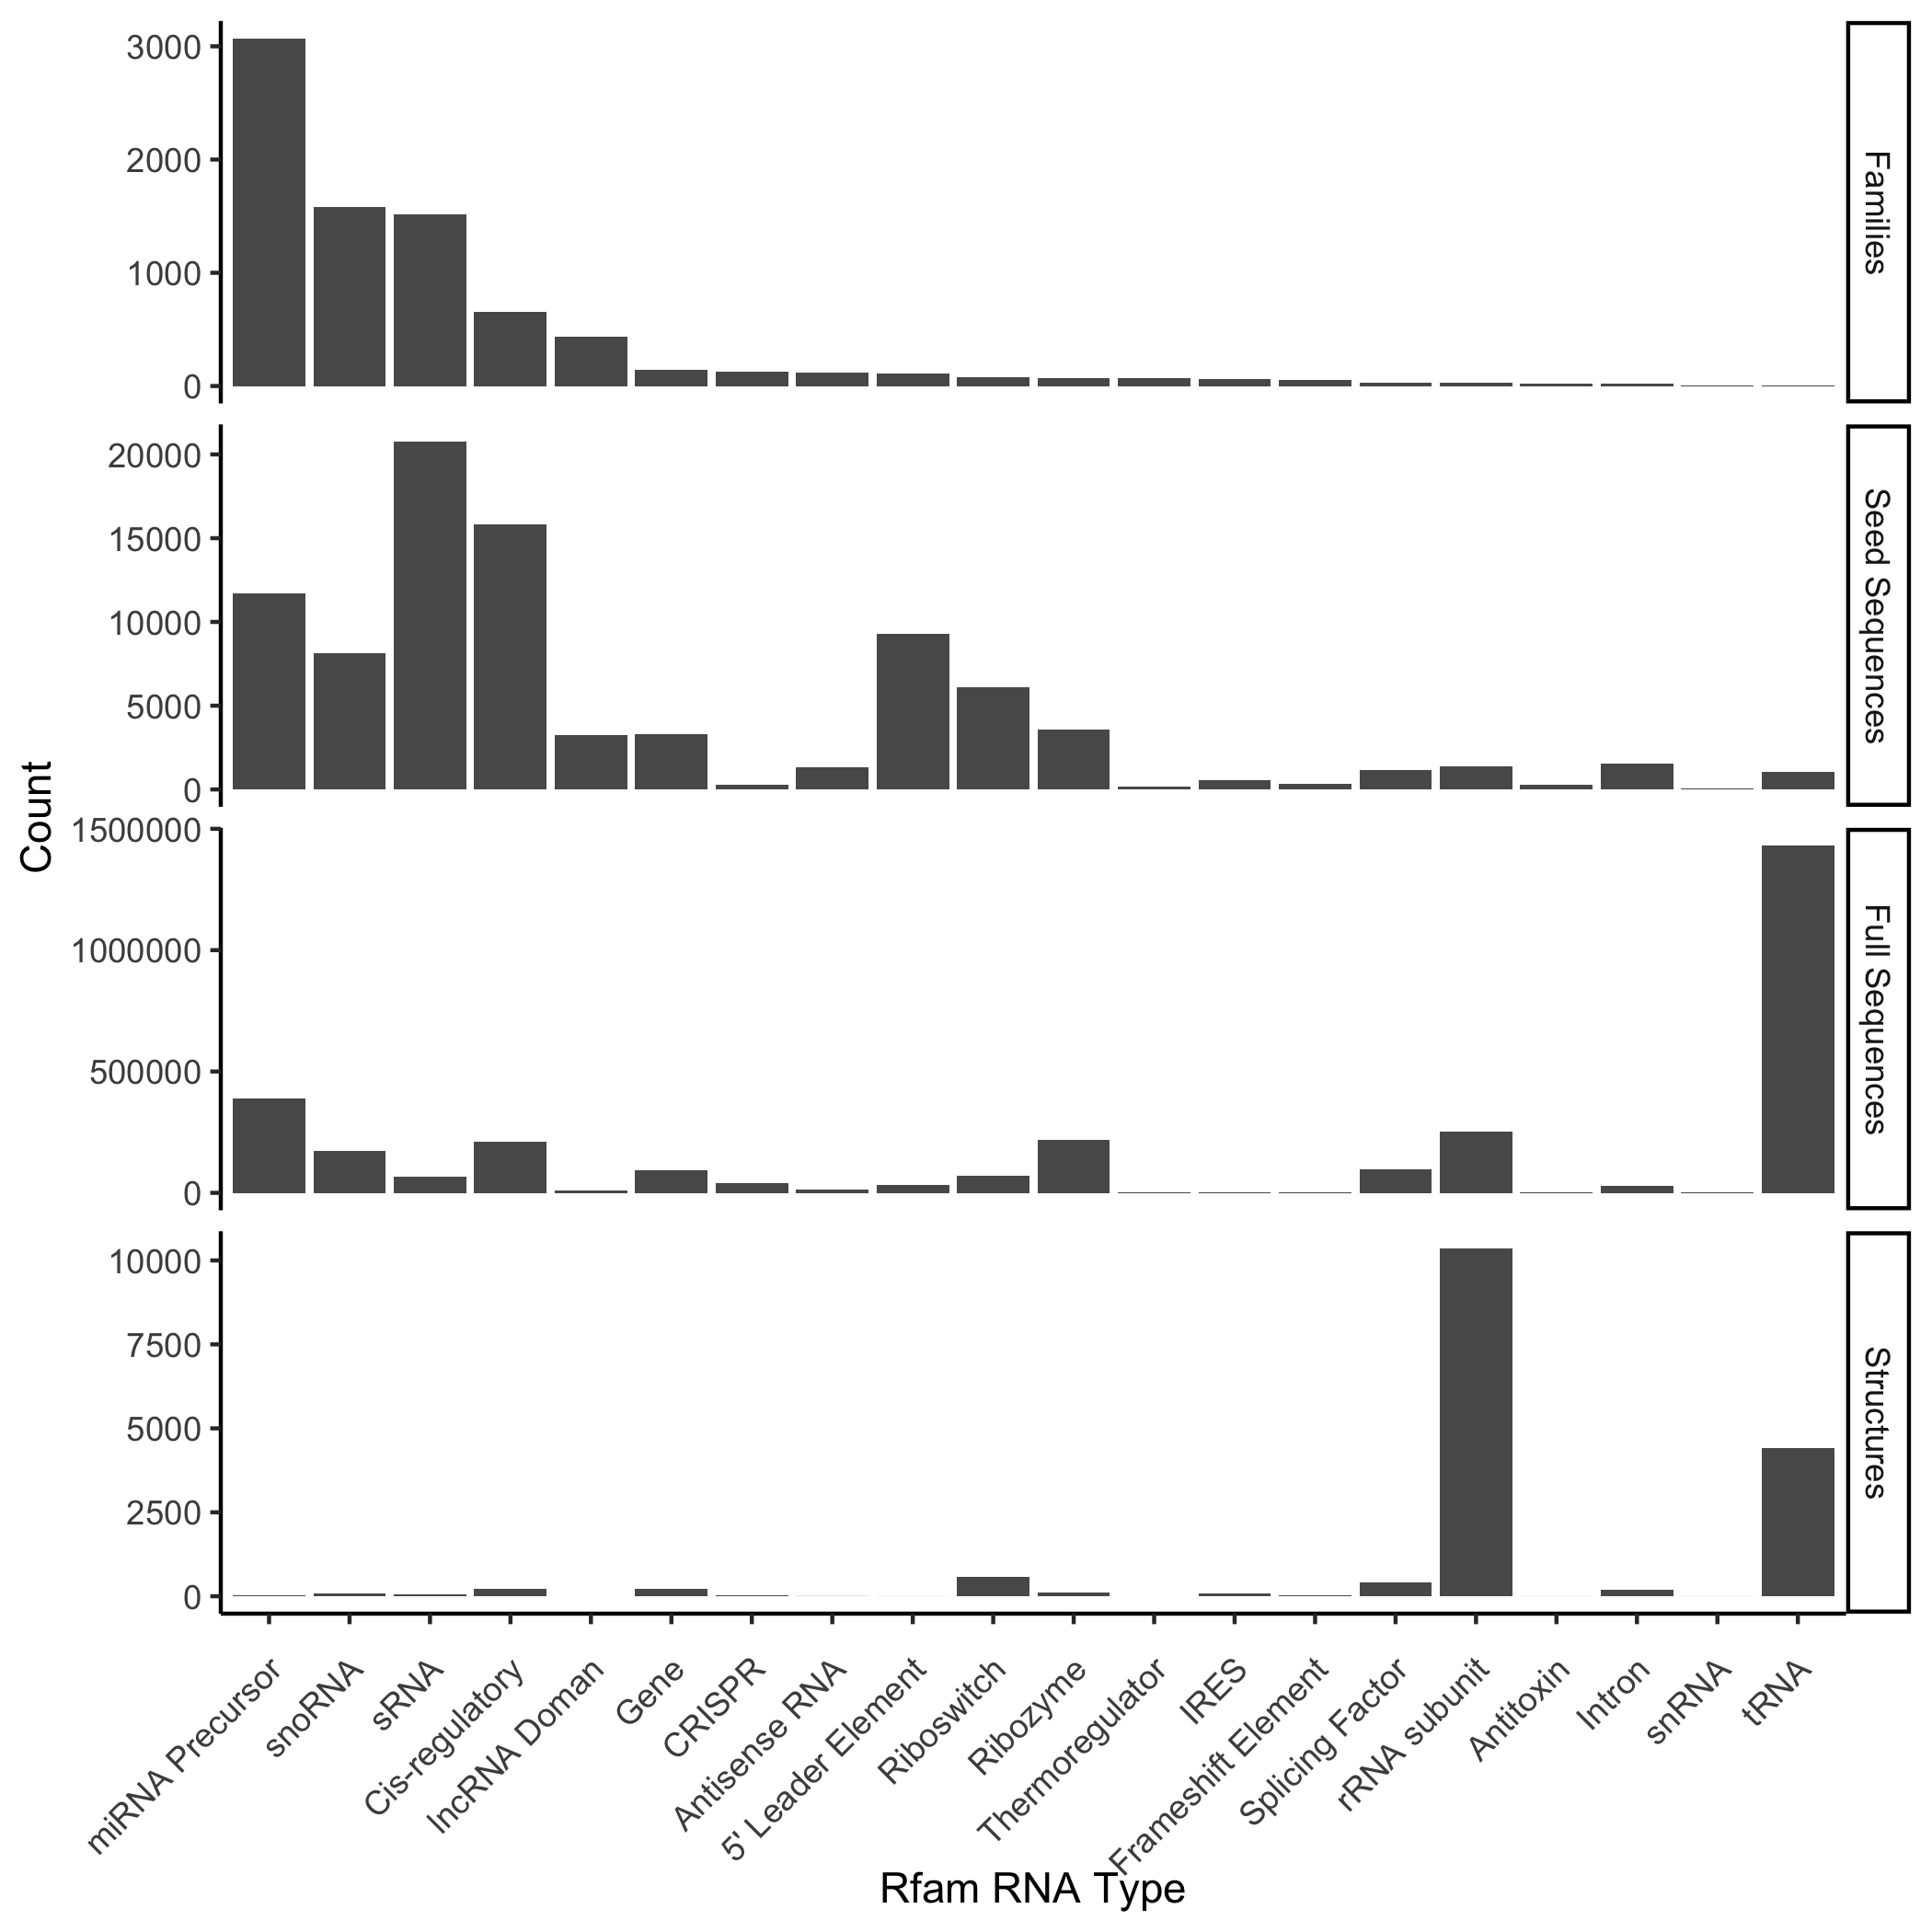 Count
3000
2000
1000
0
Families
20000
15000
10000
5000
0
Seed Sequences
1500000
1000000
500000
0
Full Sequences
10000
7500
5000
2500
0
Structures
miRNA Precursor
snoRNA
sRNA
Cis-regulatory
lncRNA Doman
Gene
CRISPR
Antisense RNA
5' Leader Element
Riboswitch
Ribozyme
Thermoregulator
IRES
Frameshift Element
Splicing Factor
rRNA subunit
Antitoxin
Intron
snRNA
tRNA
Rfam RNA Type